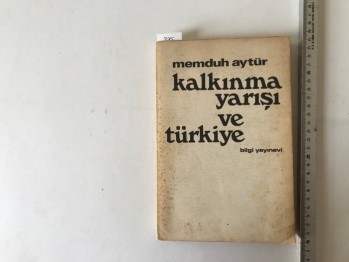 memduh aytür
kalkınma
yarışı
ve
türkiye
bilgi yayınevi